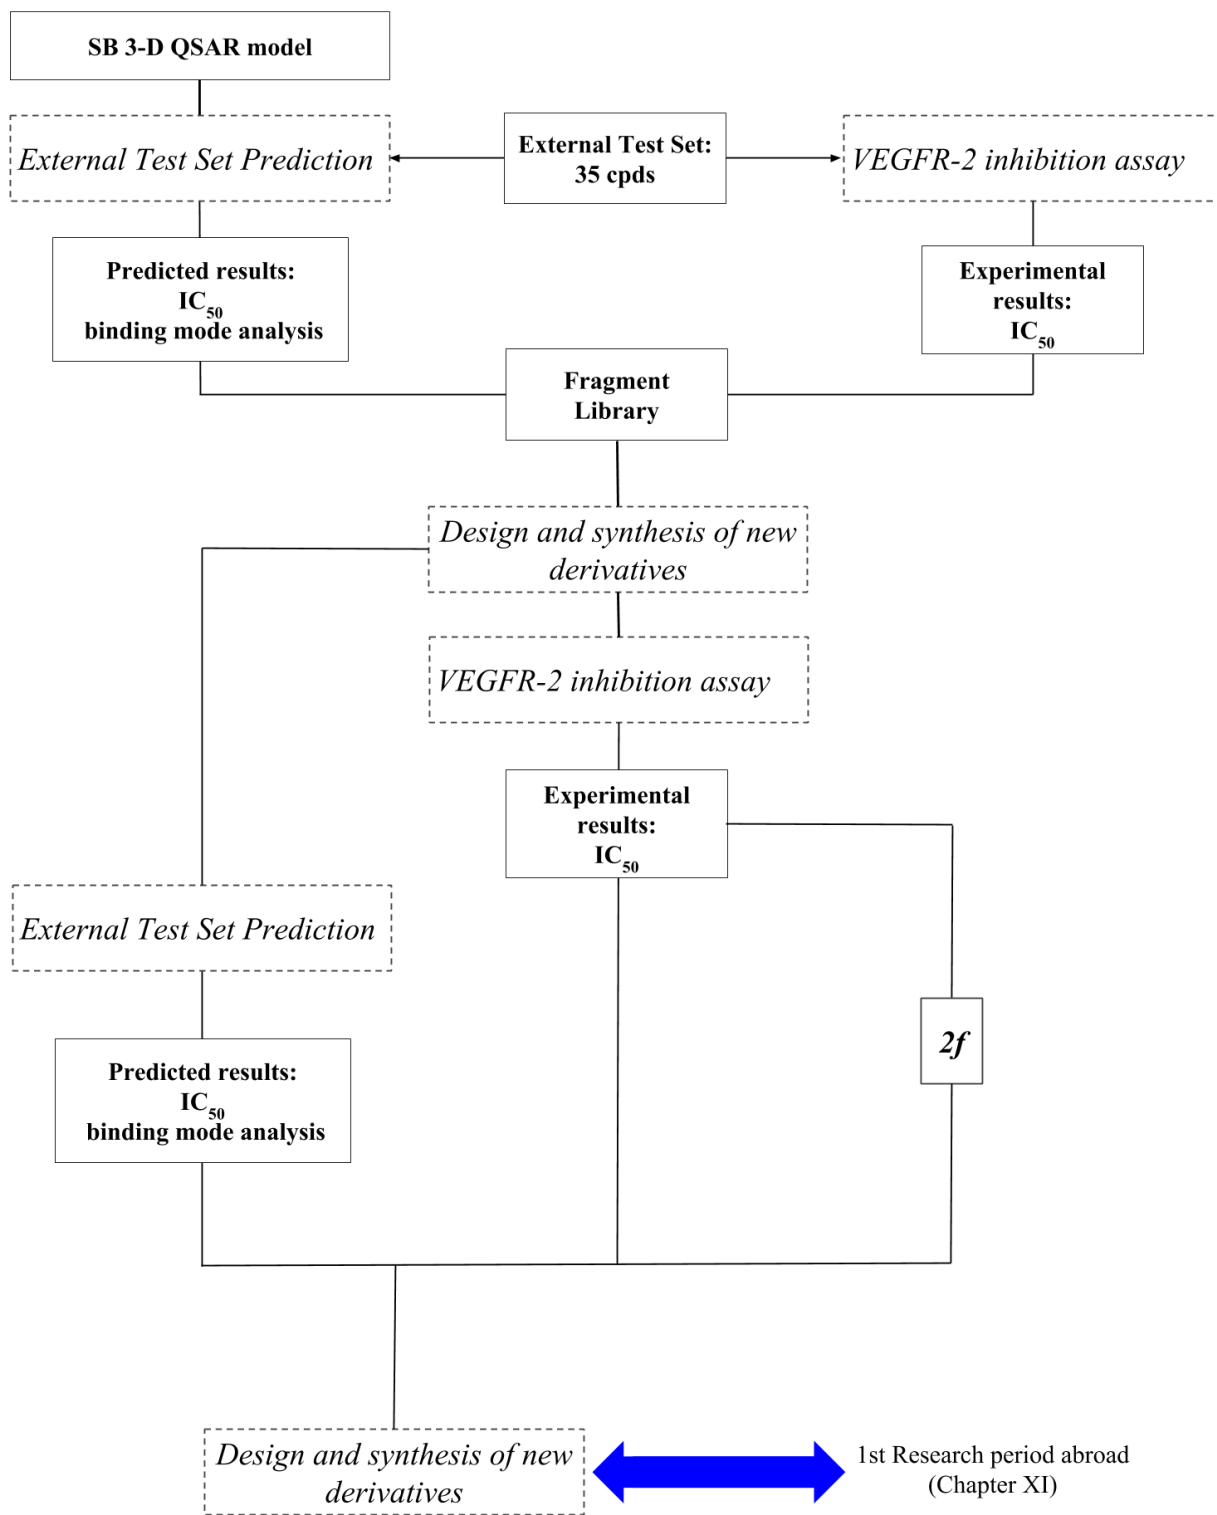 SB 3-D QSAR model
External Test Set Prediction
External Test Set:
35 cpds
VEGFR-2 inhibition assay
Predicted results:
IC50
binding mode analysis
Experimental
results:
IC50
Fragment
Library
Design and synthesis of new
derivatives
VEGFR-2 inhibition assay
Experimental
results:
IC50
External Test Set Prediction
2f
Predicted results:
IC50
binding mode analysis
Design and synthesis of new
derivatives
1st Research period abroad
(Chapter XI)